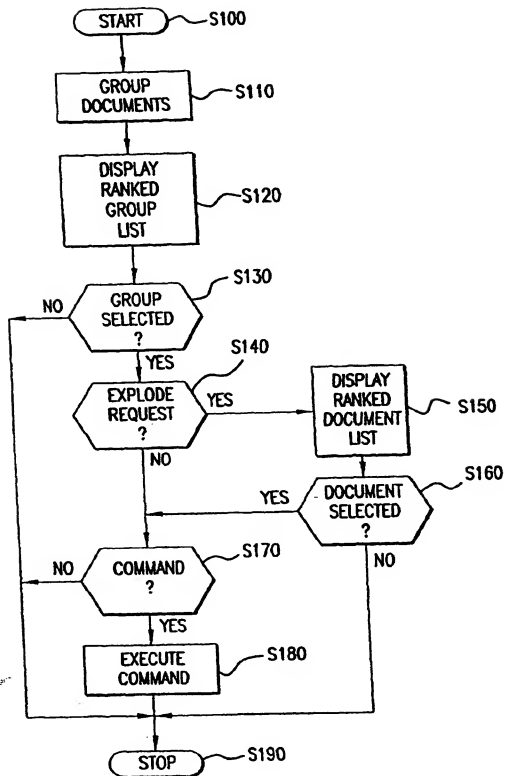 START
S100
GROUP
DOCUMENTS
S110
DISPLAY
RANKED
GROUP
LIST
S120
S130
NO
GROUP
SELECTED
?
YES
S140
EXPLODE
REQUEST
?
YES
NO
DISPLAY
RANKED
DOCUMENT
LIST
S150
S160
YES
DOCUMENT
SELECTED
?
NO
S170
NO
COMMAND
?
YES
EXECUTE
COMMAND
S180
STOP
S190